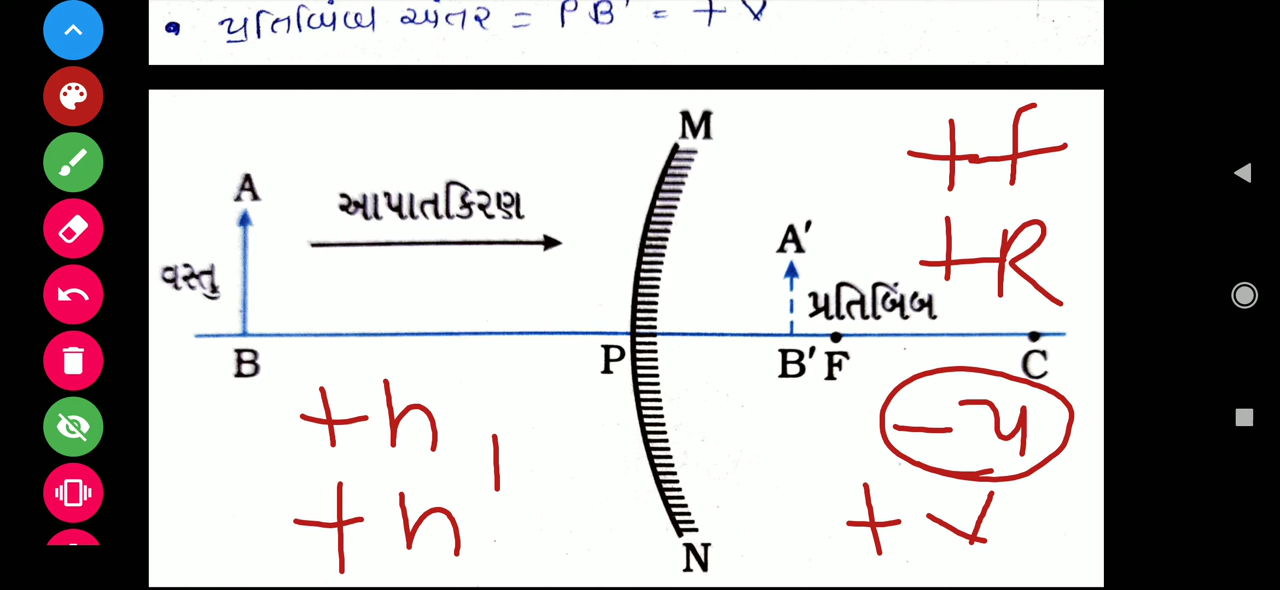 • પ્રતિબિંબ અંતર = PB' = + v
M
+ f
A
આપાતકિરણ
+R
A'
વસ્તુ
પ્રતિબિંબ
B
P
B' F
C
+ h
- u
+ h'
+ v
N